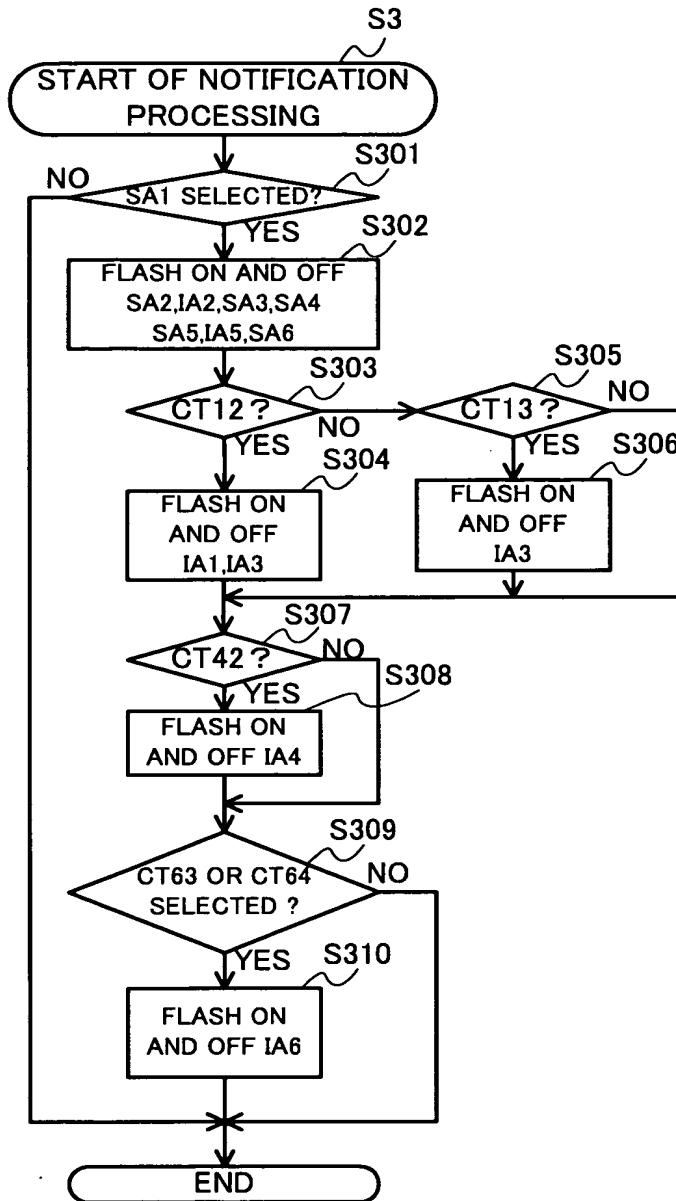 S3
START OF NOTIFICATION
PROCESSING
S301
NO
SA1 SELECTED?
YES
S302
FLASH ON AND OFF
SA2,IA2,SA3,SA4
SA5,IA5,SA6
S303
CT12?
NO
YES
S305
CT13?
NO
YES
S304
FLASH ON
AND OFF
IA1,IA3
S306
FLASH ON
AND OFF
IA3
S307
CT42?
NO
YES
S308
FLASH ON
AND OFF IA4
S309
CT63 OR CT64
SELECTED ?
NO
YES
S310
FLASH ON
AND OFF IA6
END